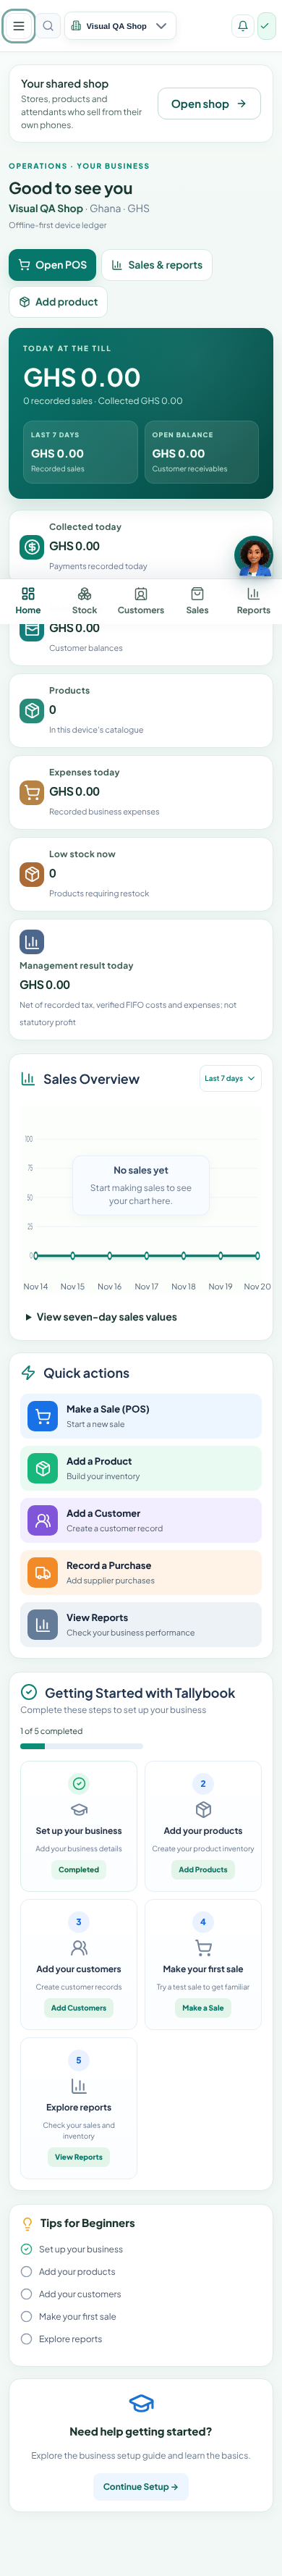 Visual QA Shop
Your shared shop
Stores, products and
attendants who sell from their
own phones.
Open shop →
OPERATIONS · YOUR BUSINESS
Good to see you
Visual QA Shop · Ghana · GHS
Offline-first device ledger
Open POS
Sales & reports
Add product
TODAY AT THE TILL
GHS 0.00
0 recorded sales · Collected GHS 0.00
LAST 7 DAYS
GHS 0.00
Recorded sales
OPEN BALANCE
GHS 0.00
Customer receivables
Collected today
GHS 0.00
Payments recorded today
Home
Stock
Customers
Sales
Reports
GHS 0.00
Customer balances
Products
0
In this device's catalogue
Expenses today
GHS 0.00
Recorded business expenses
Low stock now
0
Products requiring restock
Management result today
GHS 0.00
Net of recorded tax, verified FIFO costs and expenses; not
statutory profit
Sales Overview
Last 7 days
100
75
50
25
0
No sales yet
Start making sales to see
your chart here.
Nov 14 Nov 15 Nov 16 Nov 17 Nov 18 Nov 19 Nov 20
▶ View seven-day sales values
Quick actions
Make a Sale (POS)
Start a new sale
Add a Product
Build your inventory
Add a Customer
Create a customer record
Record a Purchase
Add supplier purchases
View Reports
Check your business performance
Getting Started with Tallybook
Complete these steps to set up your business
1 of 5 completed
Set up your business
Add your business details
Completed
2
Add your products
Create your product inventory
Add Products
3
Add your customers
Create customer records
Add Customers
4
Make your first sale
Try a test sale to get familiar
Make a Sale
5
Explore reports
Check your sales and
inventory
View Reports
Tips for Beginners
Set up your business
Add your products
Add your customers
Make your first sale
Explore reports
Need help getting started?
Explore the business setup guide and learn the basics.
Continue Setup →